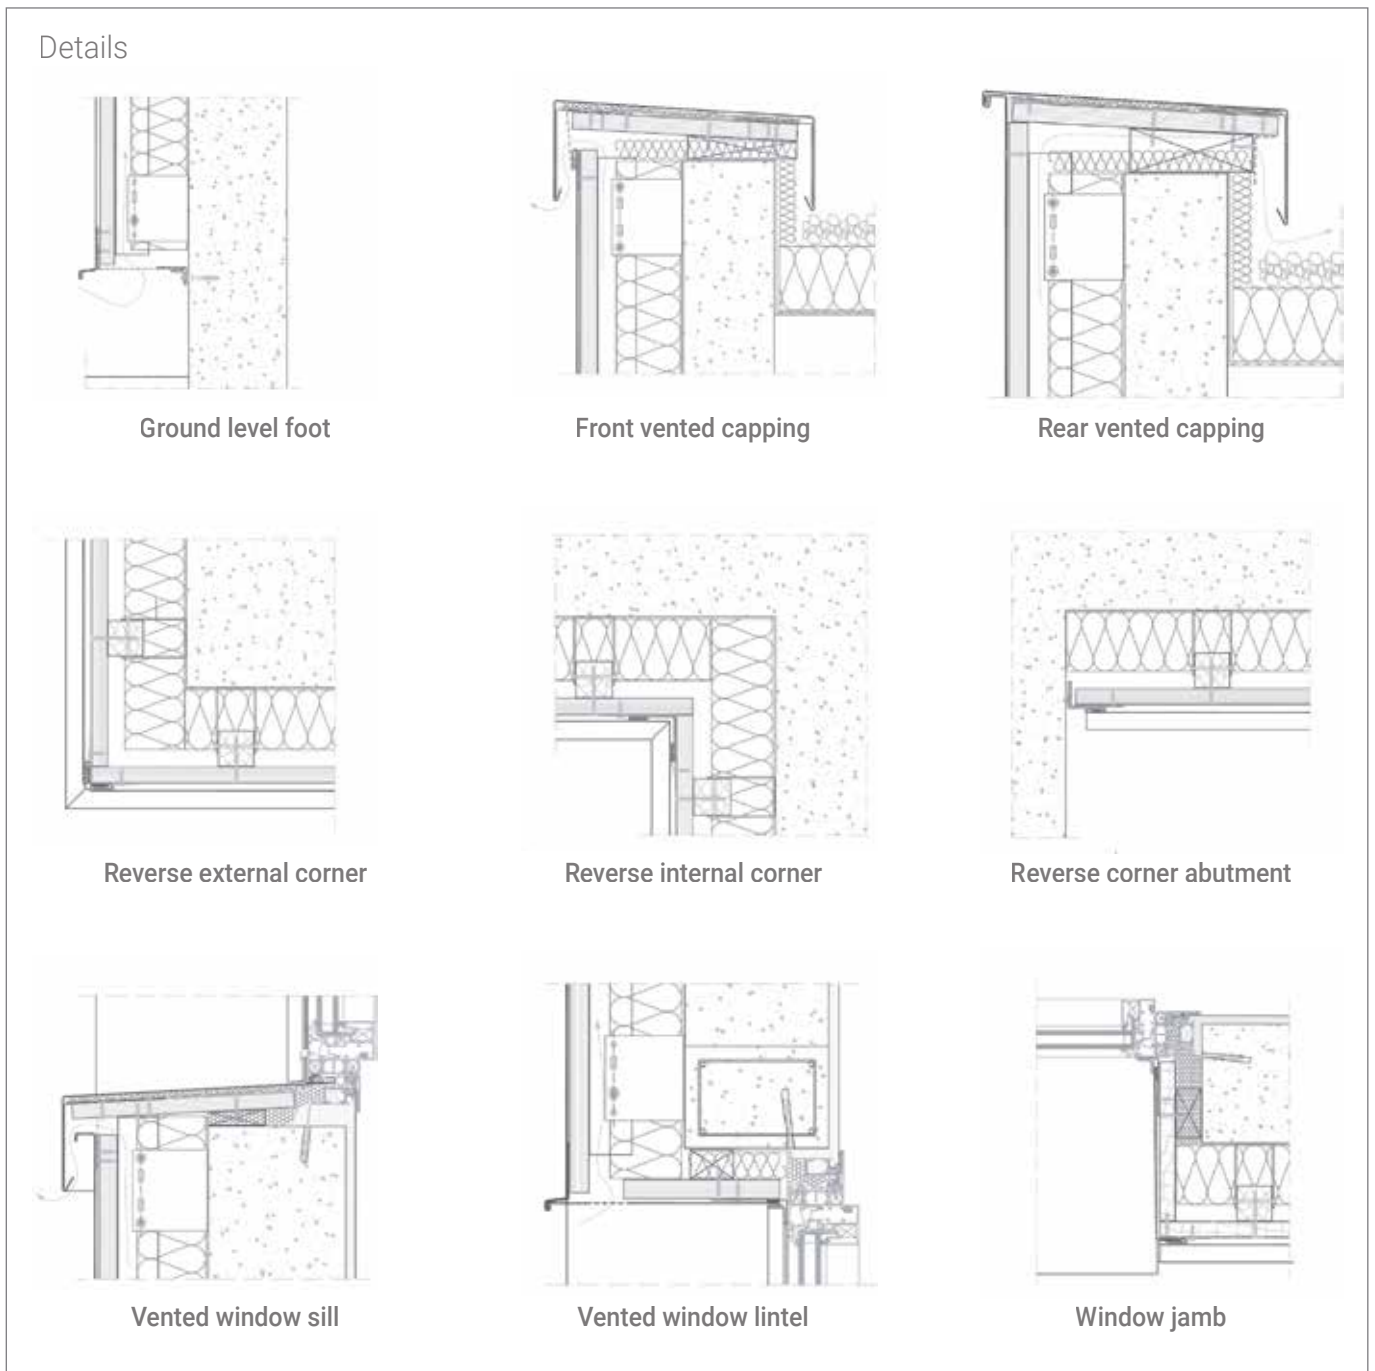 Details
Ground level foot
Front vented capping
Rear vented capping
Reverse external corner
Reverse internal corner
Reverse corner abutment
Vented window sill
Vented window lintel
Window jamb